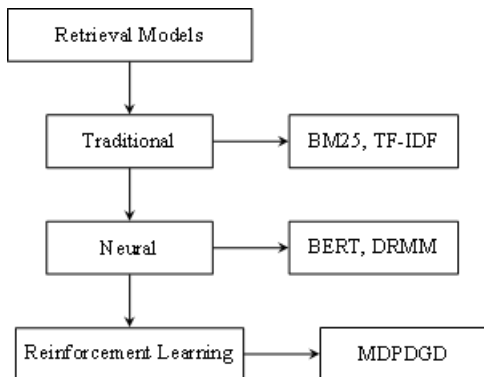 Retrieval Models
Traditional
BM25, TF-IDF
Neural
BERT, DRMM
Reinforcement Learning
MDPDGD